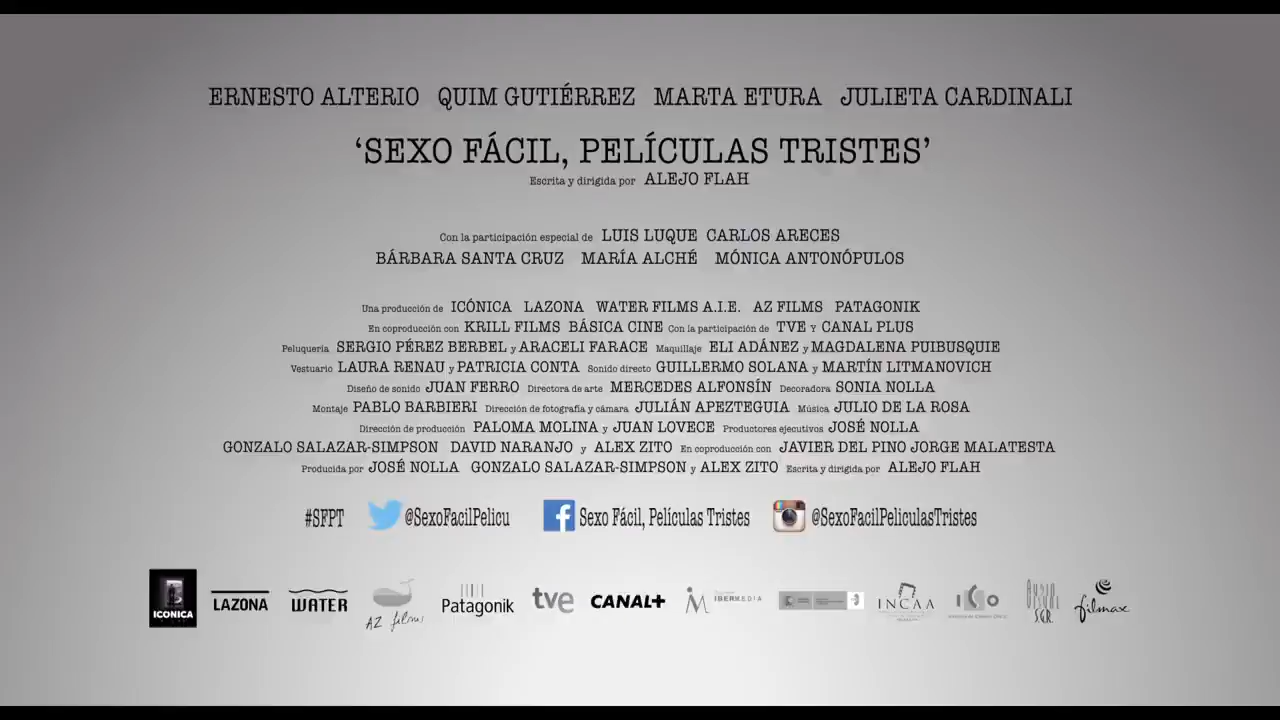 ERNESTO ALTERIO QUIM GUTIÉRREZ MARTA ETURA JULIETA CARDINALI
‘SEXO FÁCIL, PELÍCULAS TRISTES’
Escrita y dirigida por ALEJO FLAH
Con la participación especial de LUIS LUQUE CARLOS ARECES
BÁRBARA SANTA CRUZ MARÍA ALCHÉ MÓNICA ANTONÓPULOS
Una producción de ICÓNICA LAZONA WATER FILMS A.I.E. AZ FILMS PATAGONIK
En coproducción con KRILL FILMS BÁSICA CINE Con la participación de TVE Y CANAL PLUS
Peluquería SERGIO PÉREZ BERBEL y ARACELI FARACE Maquillaje ELI ADÁNEZ y MAGDALENA PUIBUSQUIE
Vestuario LAURA RENAU y PATRICIA CONTA Sonido directo GUILLERMO SOLANA y MARTÍN LITMANOVICH
Diseño de sonido JUAN FERRO Directora de arte MERCEDES ALFONSÍN Decoradora SONIA NOLLA
Montaje PABLO BARBIERI Dirección de fotografía y cámara JULIÁN APEZTEGUIA Música JULIO DE LA ROSA
Dirección de producción PALOMA MOLINA y JUAN LOVECE Productores ejecutivos JOSÉ NOLLA
GONZALO SALAZAR-SIMPSON DAVID NARANJO y ALEX ZITO En coproducción con JAVIER DEL PINO JORGE MALATESTA
Producida por JOSÉ NOLLA GONZALO SALAZAR-SIMPSON y ALEX ZITO Escrita y dirigida por ALEJO FLAH
#SFPT @SexoFacilPelicu Sexo Fácil, Películas Tristes @SexoFacilPeliculasTristes
ICONICA LAZONA WATER AZ films Patagonik tve CANAL+ IBERMEDIA INCAA ICO AUDIOVISUAL S.G.R. filmax